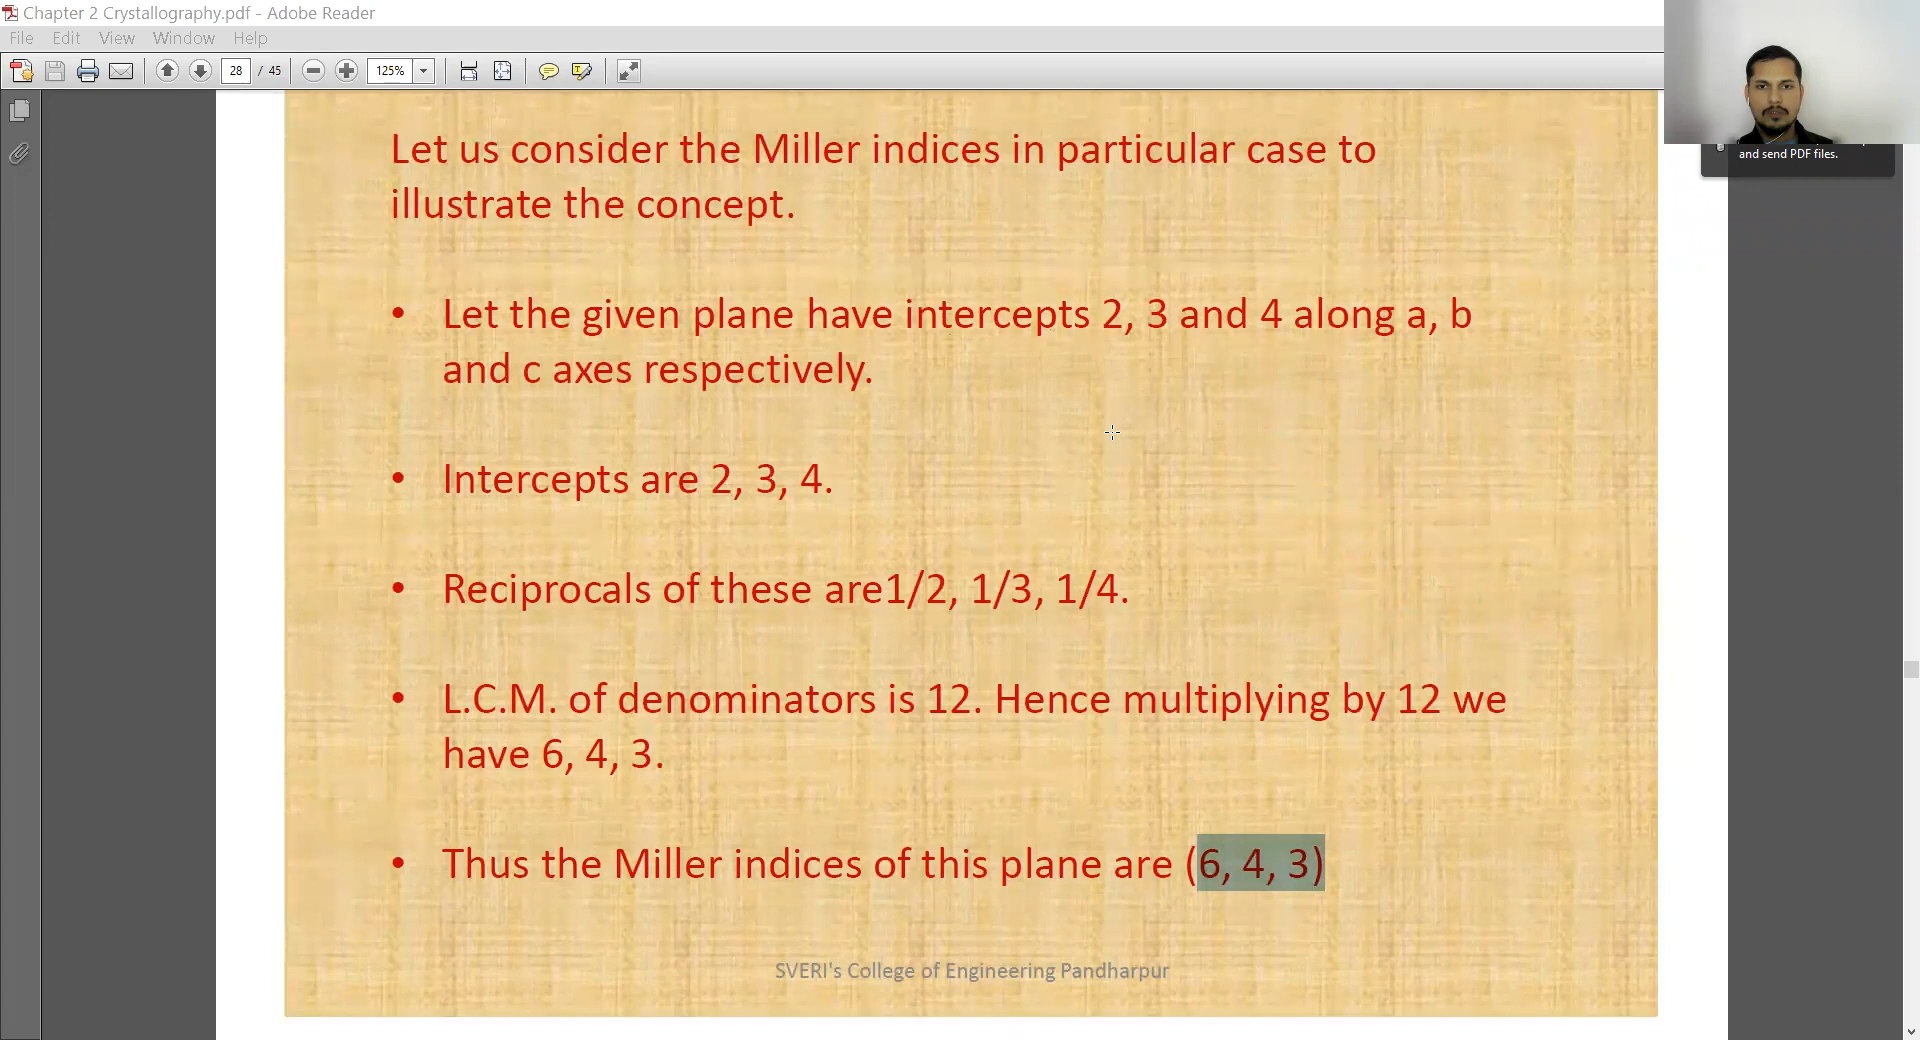 Chapter 2 Crystallography.pdf - Adobe Reader
File Edit View Window Help
28 / 45 125%
and send PDF files.
Let us consider the Miller indices in particular case to
illustrate the concept.
• Let the given plane have intercepts 2, 3 and 4 along a, b
and c axes respectively.
• Intercepts are 2, 3, 4.
• Reciprocals of these are1/2, 1/3, 1/4.
• L.C.M. of denominators is 12. Hence multiplying by 12 we
have 6, 4, 3.
• Thus the Miller indices of this plane are (6, 4, 3)
SVERI's College of Engineering Pandharpur